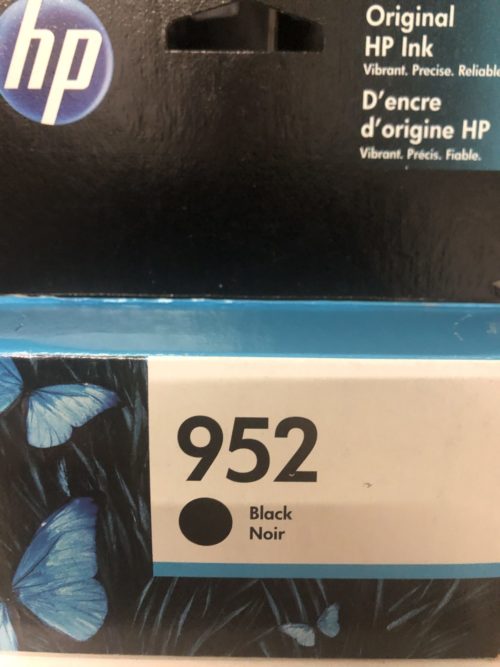 hp
Original
HP Ink
Vibrant. Precise. Reliable
D'encre
d'origine HP
Vibrant. Précis. Fiable.
952
Black
Noir